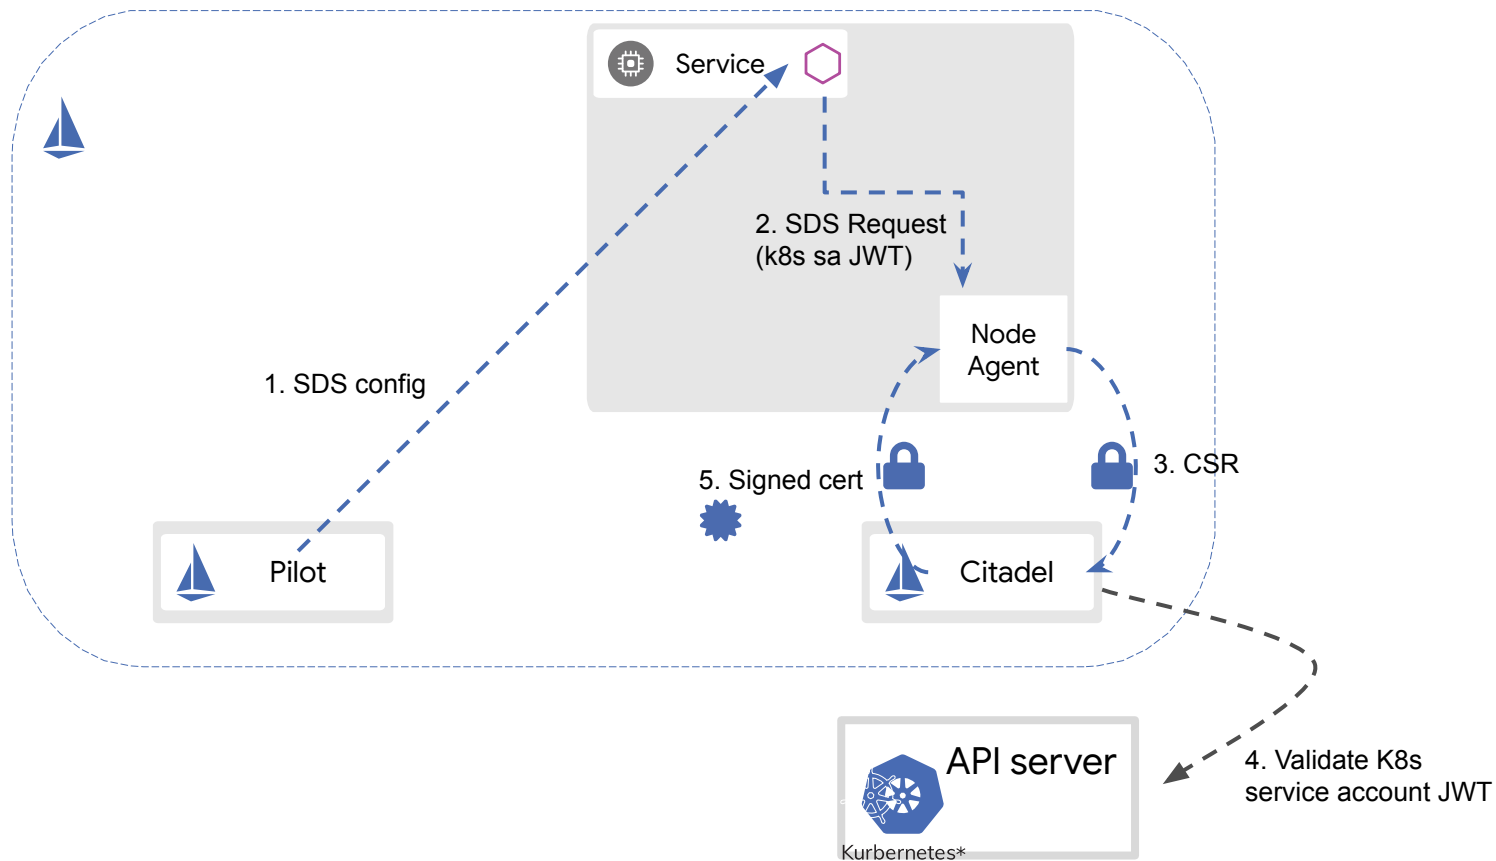 Service
2. SDS Request
(k8s sa JWT)
Node
Agent
1. SDS config
3. CSR
5. Signed cert
Pilot
Citadel
API server
4. Validate K8s
service account JWT
Kurbernetes*